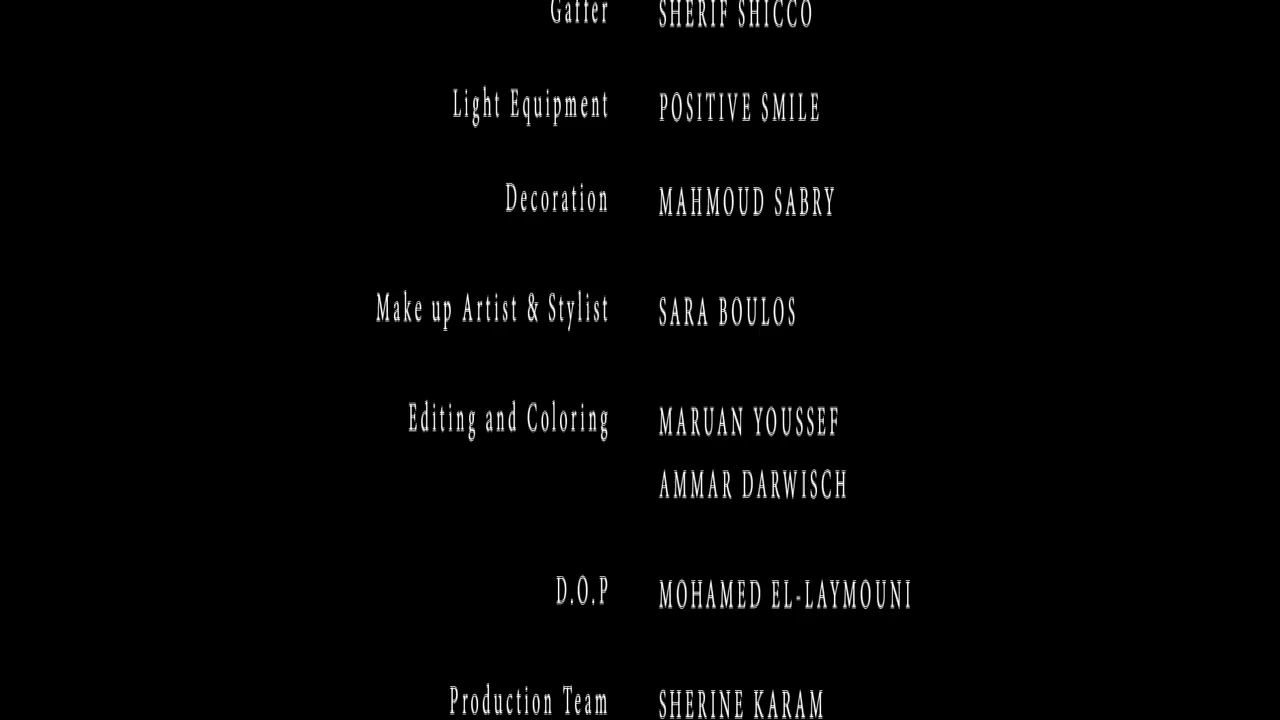 Gaffer SHERIF SHICCO
Light Equipment POSITIVE SMILE
Decoration MAHMOUD SABRY
Make up Artist & Stylist SARA BOULOS
Editing and Coloring MARUAN YOUSSEF
AMMAR DARWISCH
D.O.P MOHAMED EL-LAYMOUNI
Production Team SHERINE KARAM